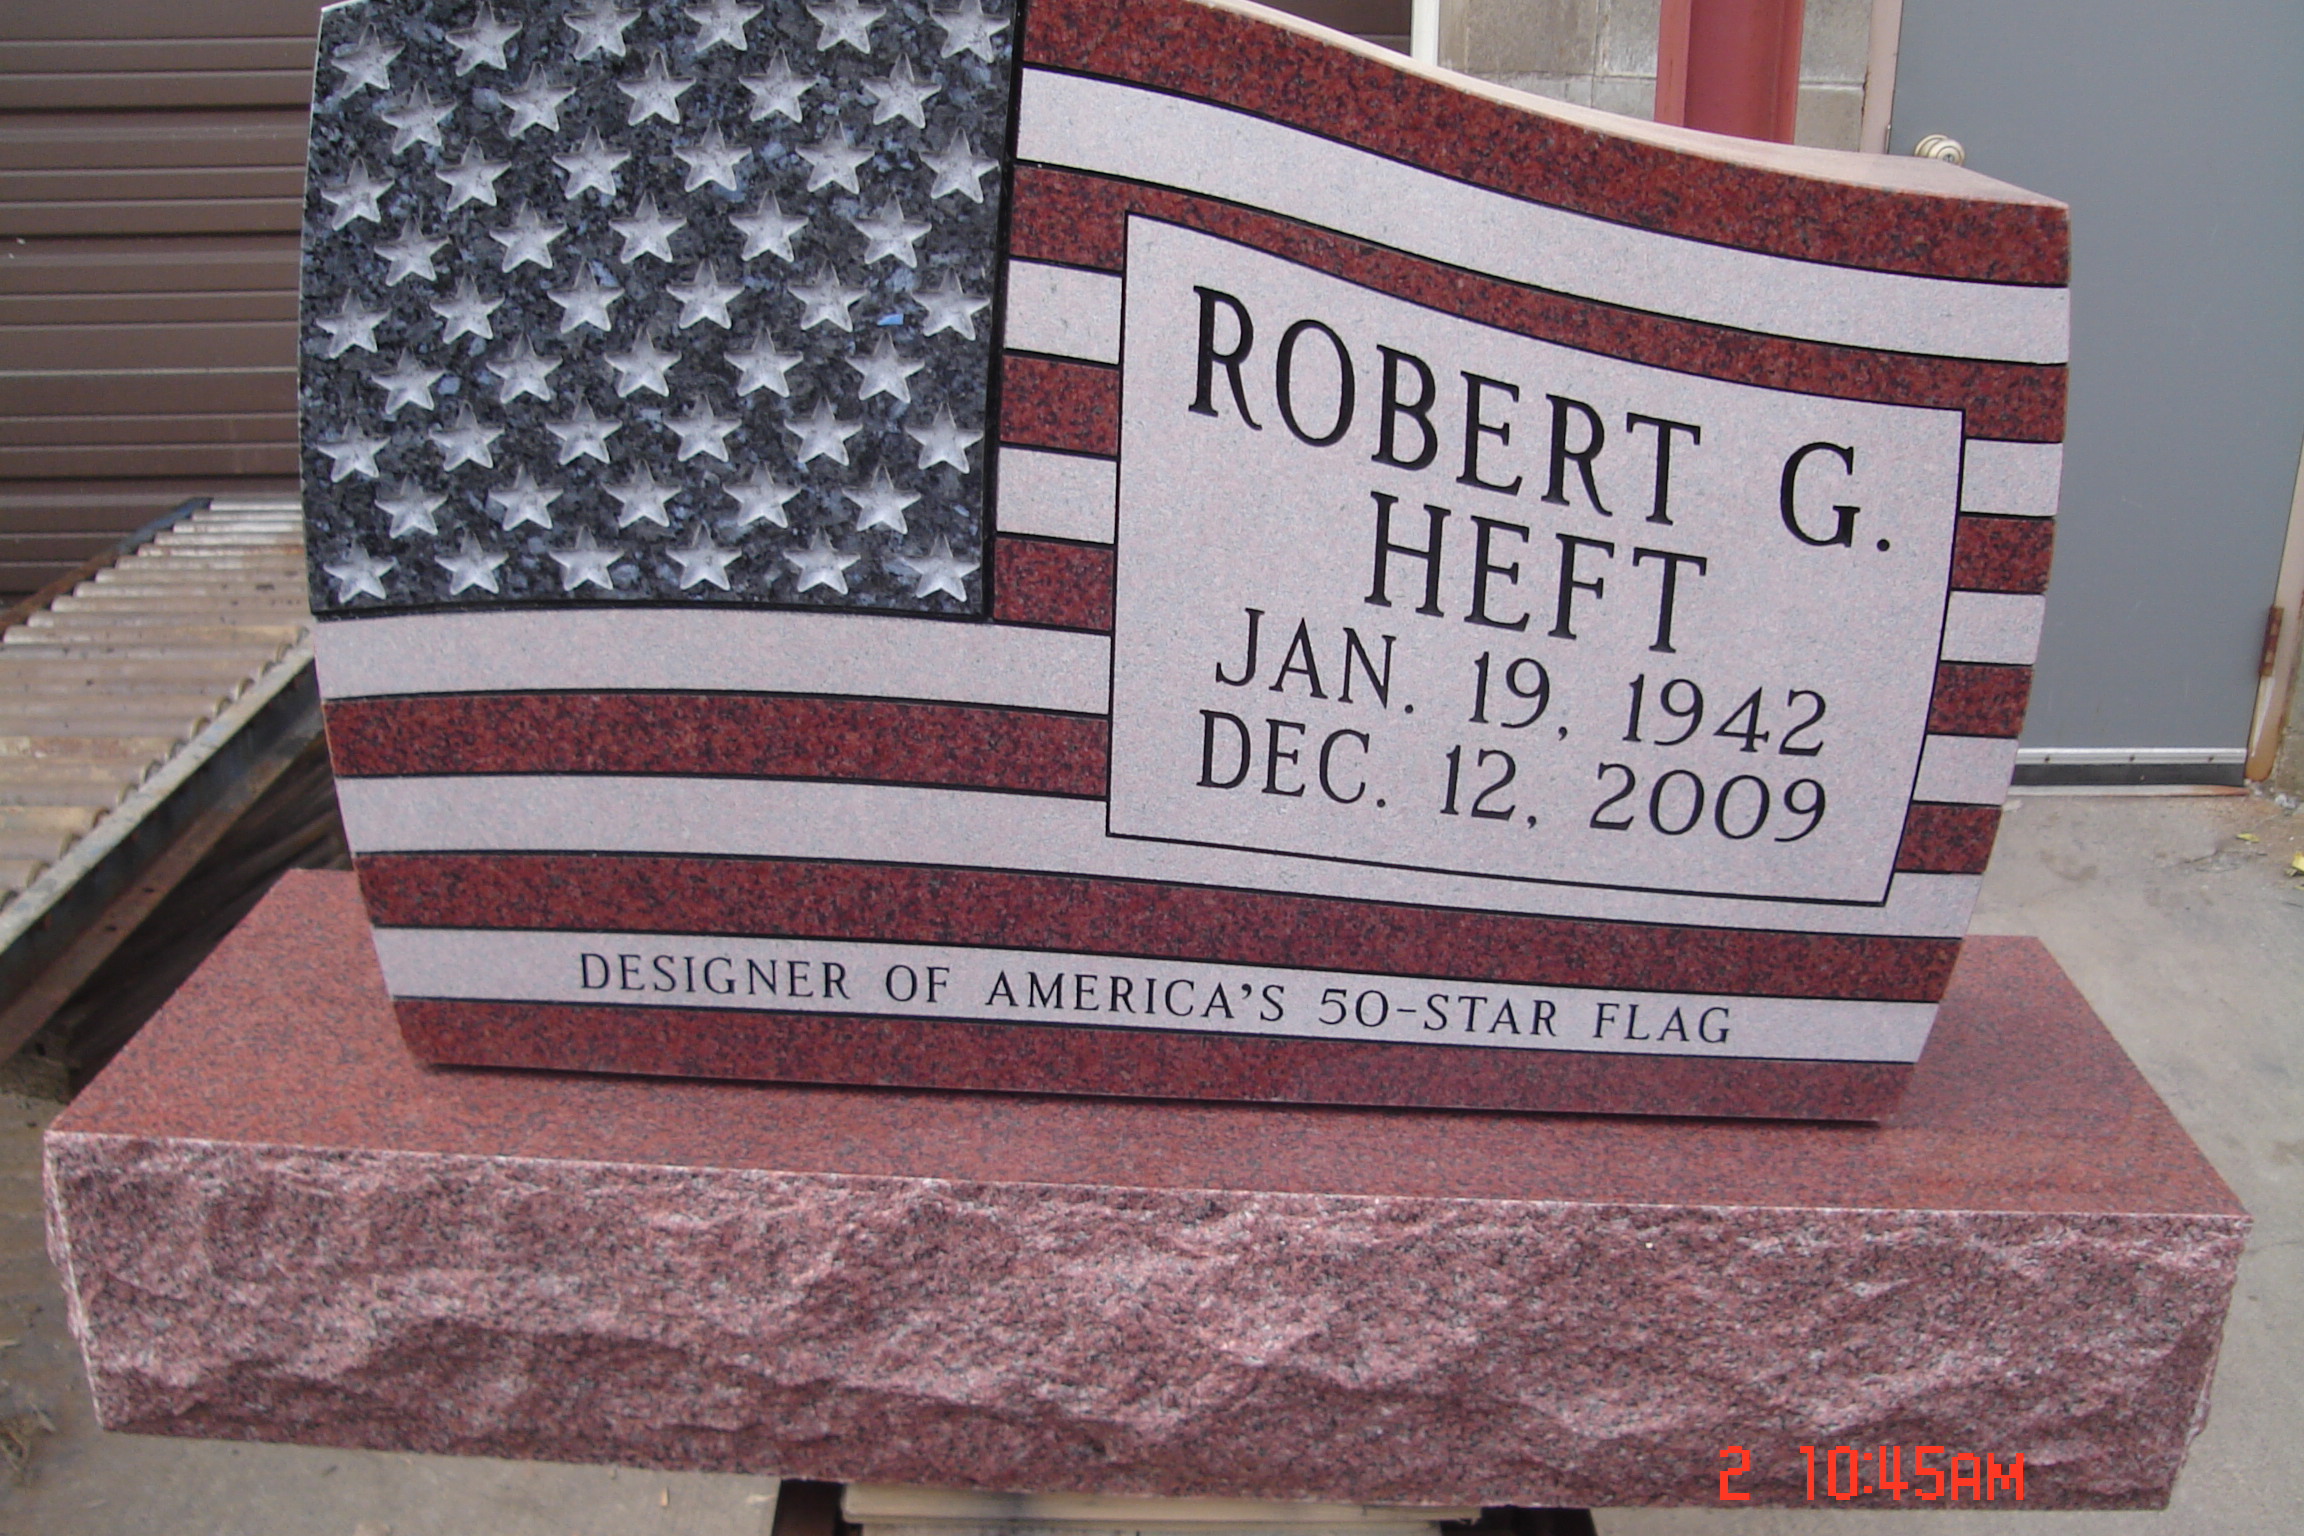 ROBERT G.
HEFT
JAN. 19, 1942
DEC. 12, 2009
DESIGNER OF AMERICA'S 50-STAR FLAG
2 10:45AM